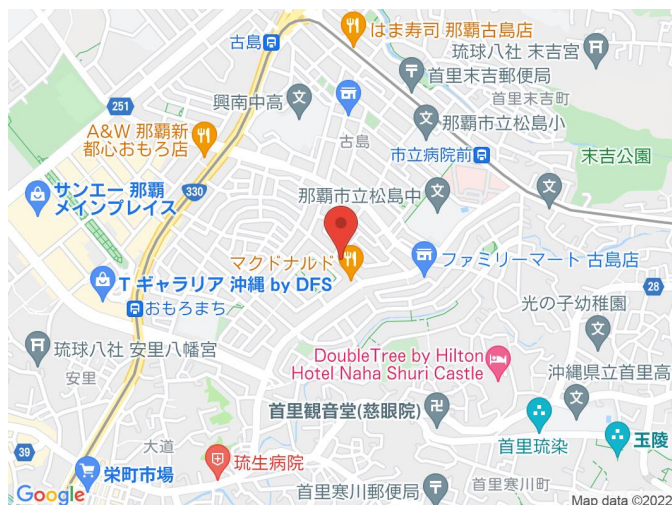 はま寿司 那覇古島店
古島
琉球八社 末吉宮
首里末吉郵便局
首里末吉町
251
興南中高
A&W 那覇新
都心おもろ店
古島
那覇市立松島小
市立病院前
末吉公園
サンエー 那覇
メインプレイス
330
那覇市立松島中
マクドナルド
ファミリーマート 古島店
T ギャラリア 沖縄 by DFS
おもろまち
28
光の子幼稚園
琉球八社 安里八幡宮
安里
DoubleTree by Hilton
Hotel Naha Shuri Castle
沖縄県立首里高
首里観音堂(慈眼院)
大道
首里琉染
玉陵
39
栄町市場
琉生病院
首里寒川郵便局
首里寒川町
Google
Map data ©2022